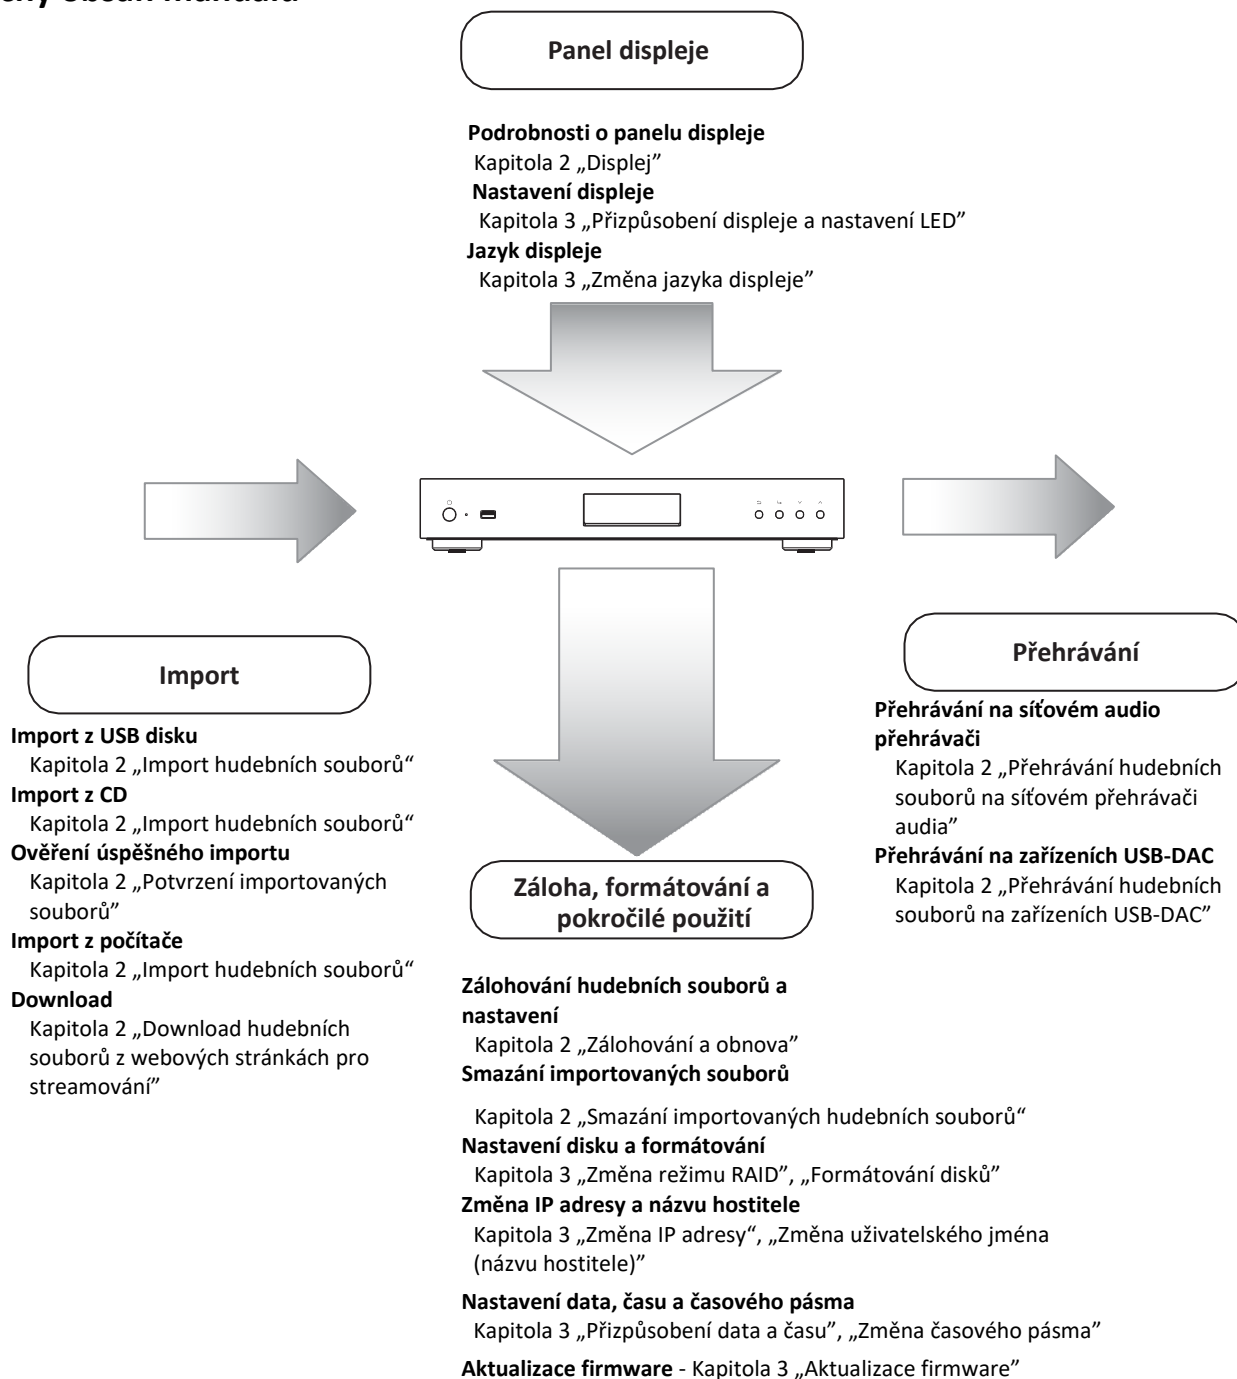 Panel displeje
Podrobnosti o panelu displeje
Kapitola 2 „Displej”
Nastavení displeje
Kapitola 3 „Přizpůsobení displeje a nastavení LED”
Jazyk displeje
Kapitola 3 „Změna jazyka displeje”
Import
Import z USB disku
Kapitola 2 „Import hudebních souborů“
Import z CD
Kapitola 2 „Import hudebních souborů“
Ověření úspěšného importu
Kapitola 2 „Potvrzení importovaných
souborů”
Import z počítače
Kapitola 2 „Import hudebních souborů“
Download
Kapitola 2 „Download hudebních
souborů z webových stránkách pro
streamování”
Přehrávání
Přehrávání na síťovém audio
přehrávači
Kapitola 2 „Přehrávání hudebních
souborů na síťovém přehrávači
audia”
Přehrávání na zařízeních USB-DAC
Kapitola 2 „Přehrávání hudebních
souborů na zařízeních USB-DAC”
Záloha, formátování a
pokročilé použití
Zálohování hudebních souborů a
nastavení
Kapitola 2 „Zálohování a obnova”
Smazání importovaných souborů
Kapitola 2 „Smazání importovaných hudebních souborů“
Nastavení disku a formátování
Kapitola 3 „Změna režimu RAID”, „Formátování disků”
Změna IP adresy a názvu hostitele
Kapitola 3 „Změna IP adresy“, „Změna uživatelského jména
(názvu hostitele)”
Nastavení data, času a časového pásma
Kapitola 3 „Přizpůsobení data a času”, „Změna časového pásma”
Aktualizace firmware - Kapitola 3 „Aktualizace firmware”